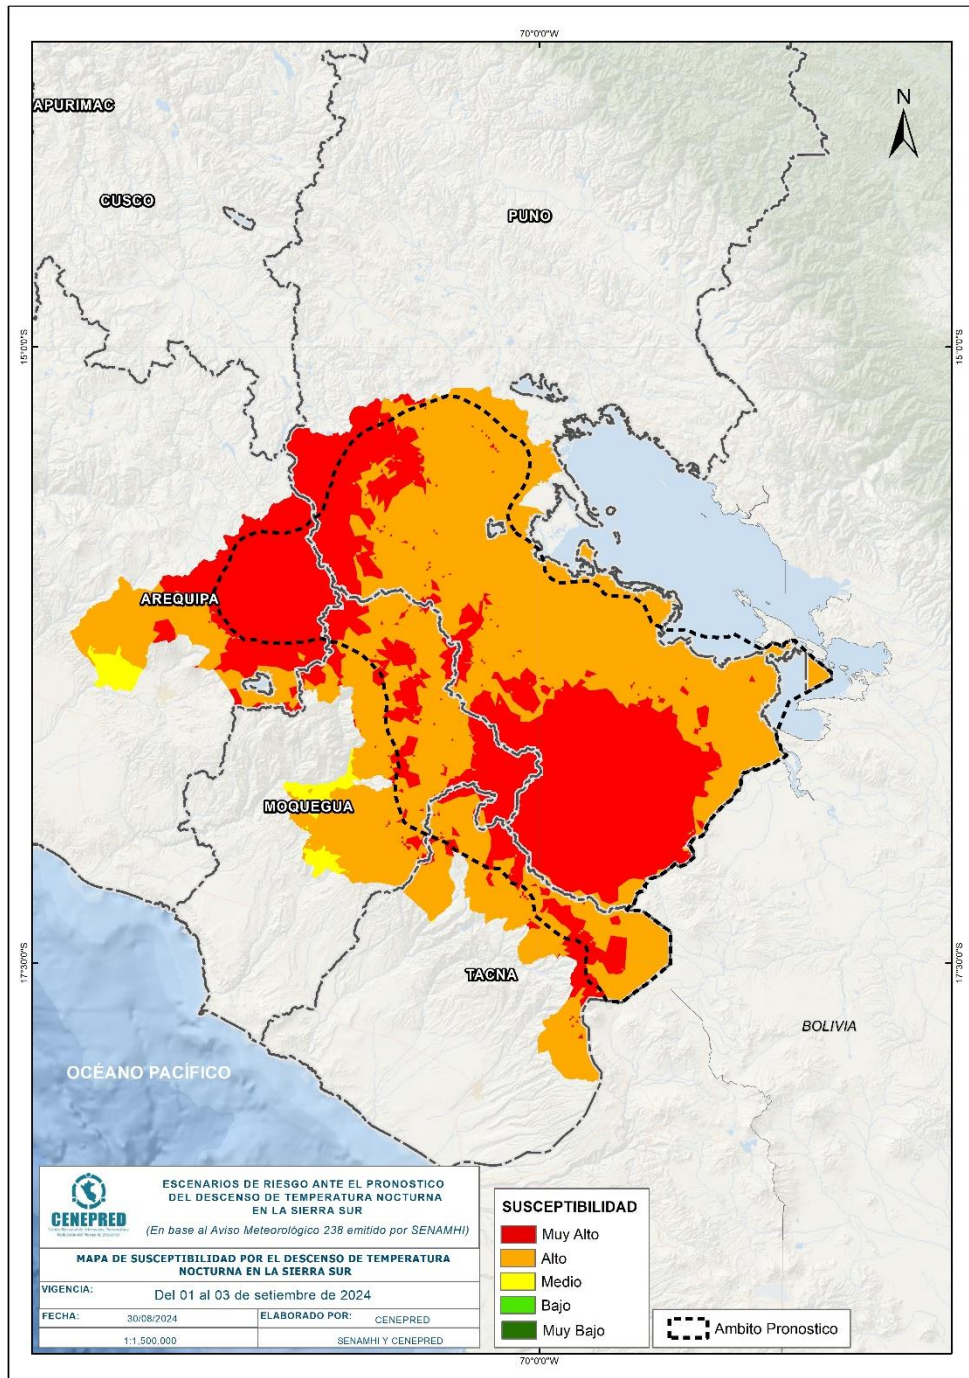 70°0'0"W
N
APURIMAC
CUSCO
PUNO
15°0'0"S
15°0'0"S
AREQUIPA
MOQUEGUA
TACNA
17°30'0"S
17°30'0"S
BOLIVIA
OCÉANO PACÍFICO
CENEPRED
ESCENARIOS DE RIESGO ANTE EL PRONOSTICO
DEL DESCENSO DE TEMPERATURA NOCTURNA
EN LA SIERRA SUR
(En base al Aviso Meteorológico 238 emitido por SENAMHI)
MAPA DE SUSCEPTIBILIDAD POR EL DESCENSO DE TEMPERATURA
NOCTURNA EN LA SIERRA SUR
VIGENCIA: Del 01 al 03 de setiembre de 2024
FECHA: 30/08/2024 ELABORADO POR: CENEPRED
1:1,500,000 SENAMHI Y CENEPRED
SUSCEPTIBILIDAD
Muy Alto
Alto
Medio
Bajo
Muy Bajo
Ambito Pronostico
70°0'0"W